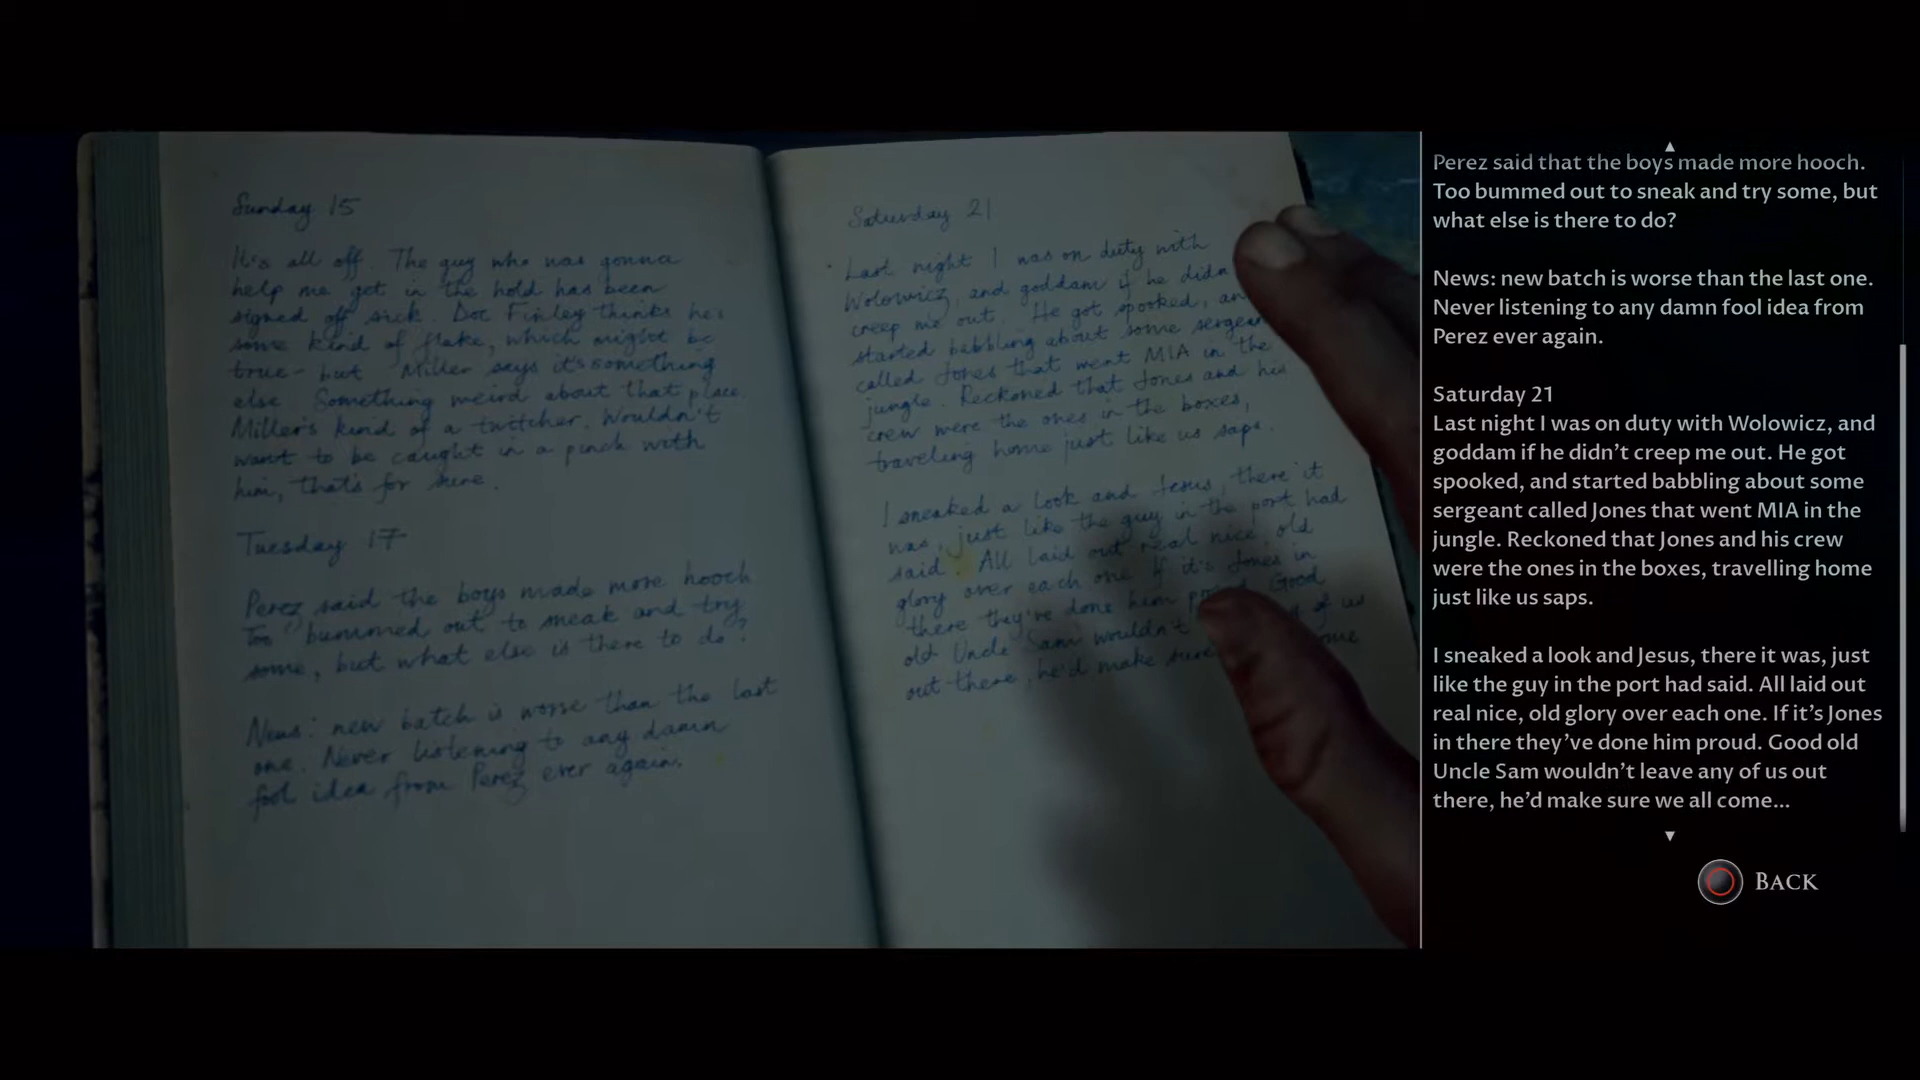 Sunday 15
It's all off. The guy who was gonna
help me get in the hold has been
signed off sick. Doc Finley thinks he's
some kind of flake, which might be
true - but Miller says it's something
else. Something weird about that place.
Miller's kind of a twitcher. Wouldn't
want to be caught in a pinch with
him, that's for sure.
Tuesday 17
Perez said the boys made more hooch
Too bummed out to sneak and try
some, but what else is there to do?
News: new batch is worse than the last
one. Never listening to any damn
fool idea from Perez ever again.
Saturday 21
Last night I was on duty with
Wolowicz, and goddam if he didn
creep me out. He got spooked, an
started babbling about some sergean
called Jones that went MIA in the
jungle. Reckoned that Jones and his
crew were the ones in the boxes,
traveling home just like us saps.
I sneaked a look and Jesus, there it
was, just like the guy in the port had
said. All laid out real nice old
glory over each one. If it's Jones in
there they've done him Good
old Uncle Sam wouldn't of us
out there, he'd make sure
Perez said that the boys made more hooch.
Too bummed out to sneak and try some, but
what else is there to do?
News: new batch is worse than the last one.
Never listening to any damn fool idea from
Perez ever again.
Saturday 21
Last night I was on duty with Wolowicz, and
goddam if he didn't creep me out. He got
spooked, and started babbling about some
sergeant called Jones that went MIA in the
jungle. Reckoned that Jones and his crew
were the ones in the boxes, travelling home
just like us saps.
I sneaked a look and Jesus, there it was, just
like the guy in the port had said. All laid out
real nice, old glory over each one. If it's Jones
in there they've done him proud. Good old
Uncle Sam wouldn't leave any of us out
there, he'd make sure we all come...
BACK